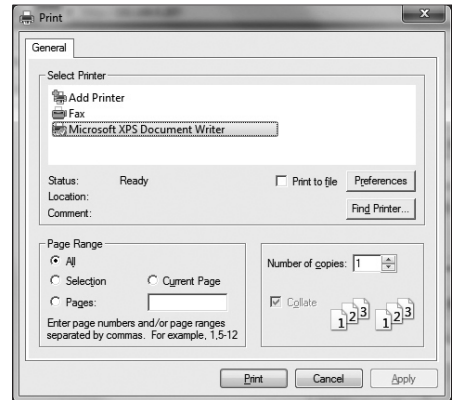 Print
General
Select Printer
Add Printer
Fax
Microsoft XPS Document Writer
Status: Ready
Print to file
Preferences
Location:
Comment:
Find Printer...
Page Range
All
Selection
Current Page
Pages:
Enter page numbers and/or page ranges
separated by commas. For example, 1,5-12
Number of copies: 1
Collate
1 2 3 1 2 3
Print
Cancel
Apply